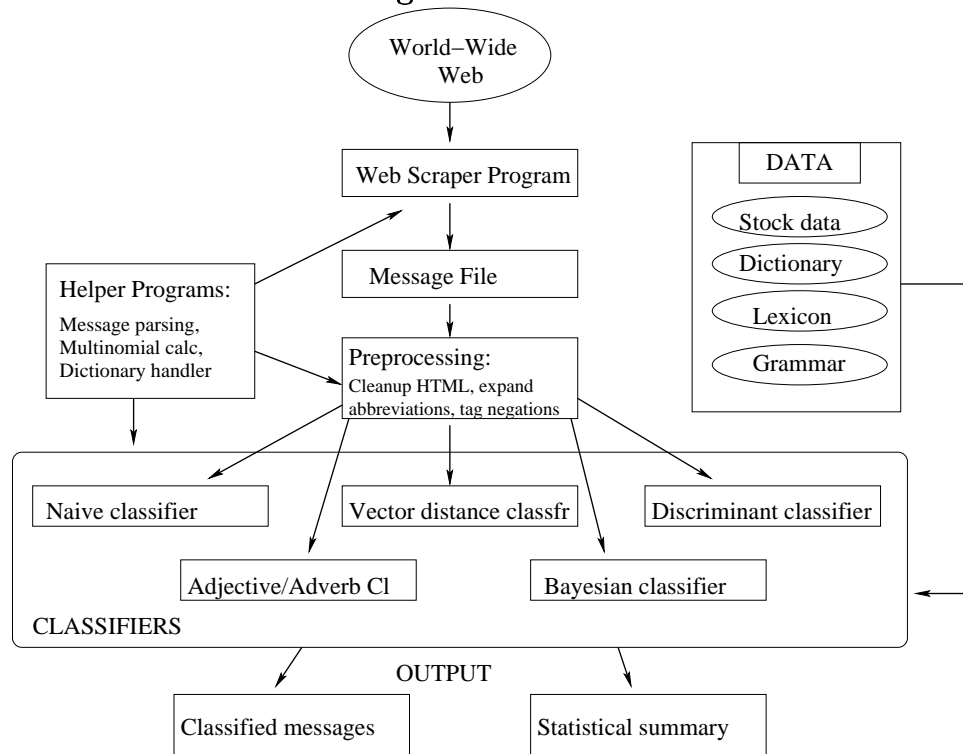 World–Wide
Web
Web Scraper Program
DATA
Stock data
Dictionary
Lexicon
Grammar
Message File
Helper Programs:
Message parsing,
Multinomial calc,
Dictionary handler
Preprocessing:
Cleanup HTML, expand
abbreviations, tag negations
Naive classifier
Vector distance classfr
Discriminant classifier
Adjective/Adverb Cl
Bayesian classifier
CLASSIFIERS
OUTPUT
Classified messages
Statistical summary